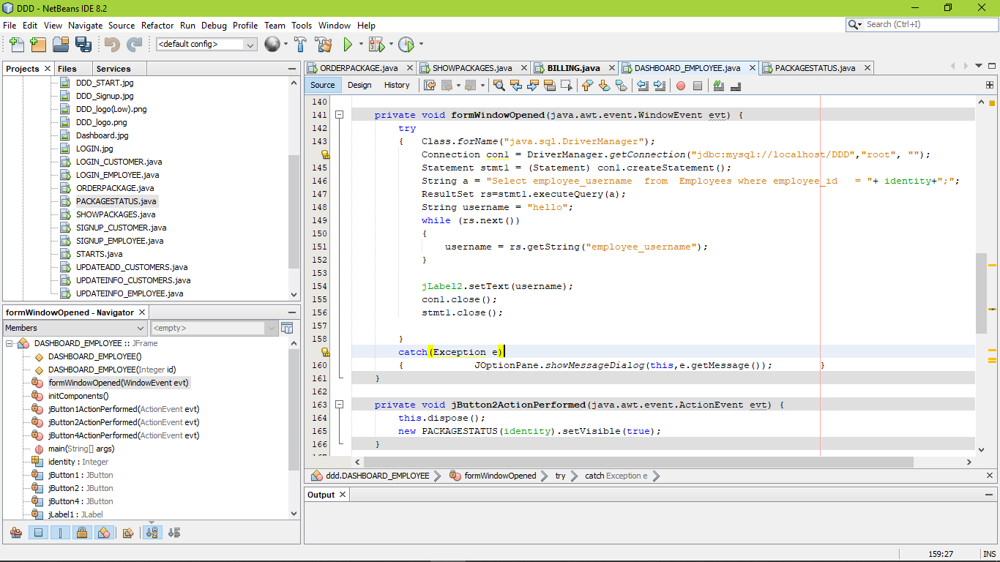 DDD - NetBeans IDE 8.2
File Edit View Navigate Source Refactor Run Debug Profile Team Tools Window Help
Search (Ctrl+I)
<default config>
Projects Files Services
DDD_START.jpg
DDD_Signup.jpg
DDD_logo(Low).png
DDD_logo.png
Dashboard.jpg
LOGIN.jpg
LOGIN_CUSTOMER.java
LOGIN_EMPLOYEE.java
ORDERPACKAGE.java
PACKAGESTATUS.java
SHOWPACKAGES.java
SIGNUP_CUSTOMER.java
SIGNUP_EMPLOYEE.java
STARTS.java
UPDATEADD_CUSTOMERS.java
UPDATEINFO_CUSTOMERS.java
UPDATEINFO_EMPLOYEE.java
formWindowOpened - Navigator
Members <empty>
DASHBOARD_EMPLOYEE :: JFrame
DASHBOARD_EMPLOYEE()
DASHBOARD_EMPLOYEE(Integer id)
formWindowOpened(WindowEvent evt)
initComponents()
jButton1ActionPerformed(ActionEvent evt)
jButton2ActionPerformed(ActionEvent evt)
jButton4ActionPerformed(ActionEvent evt)
main(String[] args)
identity : Integer
jButton1 : JButton
jButton2 : JButton
jButton4 : JButton
jLabel1 : JLabel
ORDERPACKAGE.java SHOWPACKAGES.java BILLING.java DASHBOARD_EMPLOYEE.java PACKAGESTATUS.java
Source Design History
140
141 private void formWindowOpened(java.awt.event.WindowEvent evt) {
142 try
143 { Class.forName("java.sql.DriverManager");
Connection con1 = DriverManager.getConnection("jdbc:mysql://localhost/DDD","root", "");
145 Statement stmt1 = (Statement) con1.createStatement();
146 String a = "Select employee_username from Employees where employee_id = "+ identity+";";
147 ResultSet rs=stmt1.executeQuery(a);
148 String username = "hello";
149 while (rs.next())
150 {
151 username = rs.getString("employee_username");
152 }
153
154 jLabel2.setText(username);
155 con1.close();
156 stmt1.close();
157
158 }
catch(Exception e)
160 { JOptionPane.showMessageDialog(this,e.getMessage()); }
161 }
162
163 private void jButton2ActionPerformed(java.awt.event.ActionEvent evt) {
164 this.dispose();
165 new PACKAGESTATUS(identity).setVisible(true);
166 }
ddd.DASHBOARD_EMPLOYEE formWindowOpened try catch Exception e
Output
159:27 INS